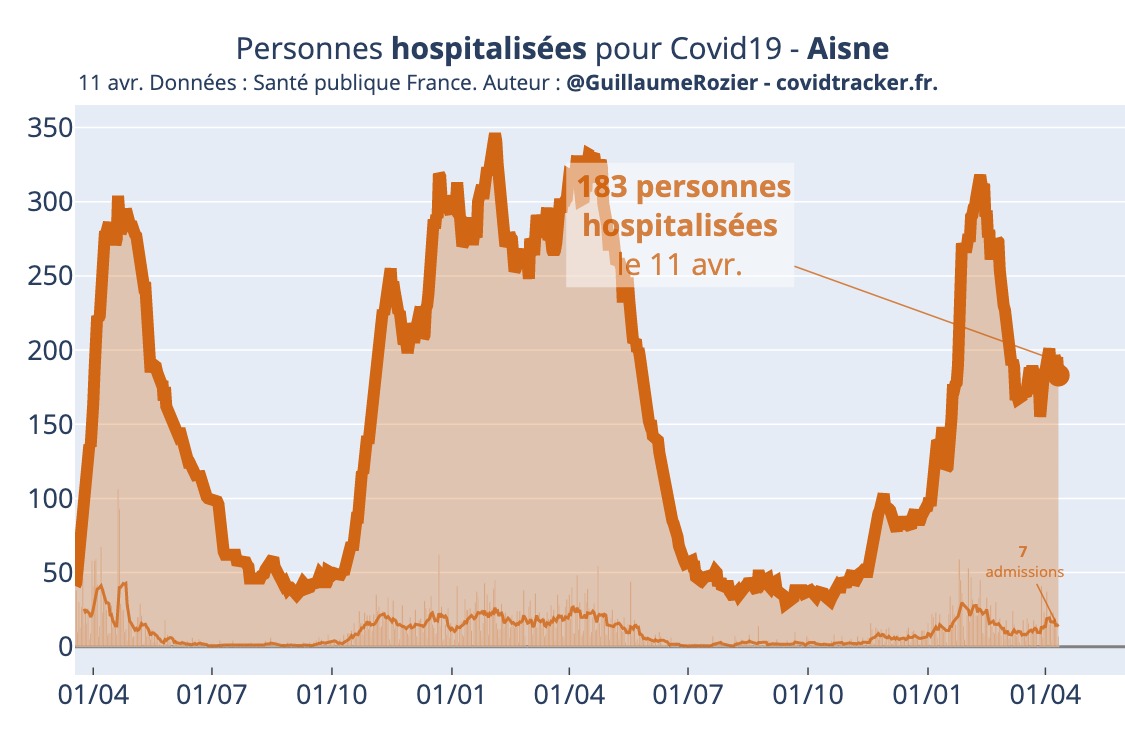 Personnes hospitalisées pour Covid19 - Aisne
11 avr. Données : Santé publique France. Auteur : @GuillaumeRozier - covidtracker.fr.
350
300
250
200
150
100
50
0
183 personnes
hospitalisées
le 11 avr.
7
admissions
01/04 01/07 01/10 01/01 01/04 01/07 01/10 01/01 01/04